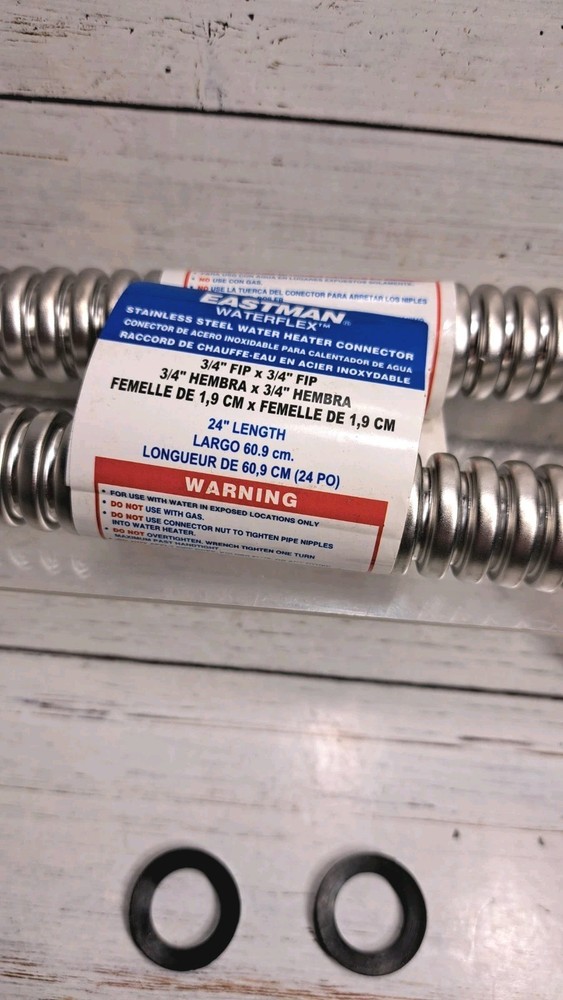 • NO USE CON GAS.
• NO USE LA TUERCA DEL CONECTOR PARA APRETAR LOS NIPLES
EASTMAN®
WATERFLEX™
STAINLESS STEEL WATER HEATER CONNECTOR
CONECTOR DE ACERO INOXIDABLE PARA CALENTADOR DE AGUA
RACCORD DE CHAUFFE-EAU EN ACIER INOXYDABLE
3/4" FIP x 3/4" FIP
3/4" HEMBRA x 3/4" HEMBRA
FEMELLE DE 1,9 CM x FEMELLE DE 1,9 CM
24" LENGTH
LARGO 60.9 cm.
LONGUEUR DE 60,9 CM (24 PO)
WARNING
• FOR USE WITH WATER IN EXPOSED LOCATIONS ONLY
• DO NOT USE WITH GAS.
• DO NOT USE CONNECTOR NUT TO TIGHTEN PIPE NIPPLES
INTO WATER HEATER.
• DO NOT OVERTIGHTEN. WRENCH TIGHTEN ONE TURN
MAXIMUM PAST HANDTIGHT